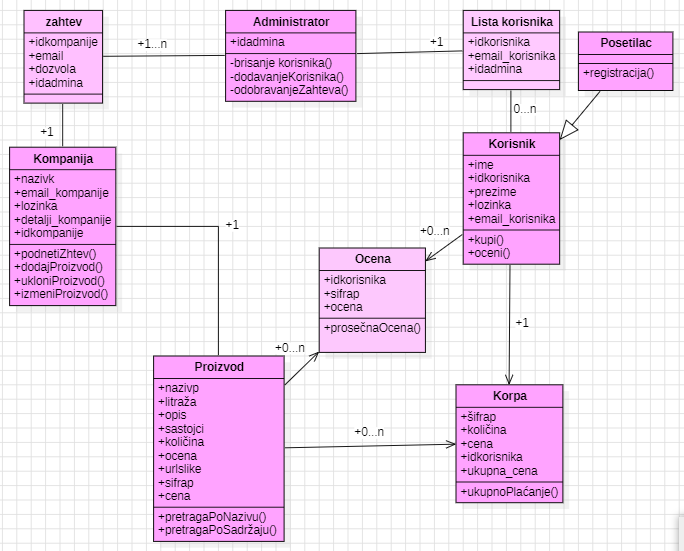 zahtev
+idkompanije
+email
+dozvola
+idadmina
+1...n
Administrator
+idadmina
-brisanje korisnika()
-dodavanjeKorisnika()
-odobravanjeZahteva()
+1
Lista korisnika
+idkorisnika
+email_korisnika
+idadmina
Posetilac
+registracija()
0...n
+1
Kompanija
+nazivk
+email_kompanije
+lozinka
+detalji_kompanije
+idkompanije
+podnetiZhtev()
+dodajProizvod()
+ukloniProizvod()
+izmeniProizvod()
Korisnik
+ime
+idkorisnika
+prezime
+lozinka
+email_korisnika
+kupi()
+oceni()
+1
+0...n
Ocena
+idkorisnika
+sifrap
+ocena
+prosečnaOcena()
+1
+0...n
Proizvod
+nazivp
+litraža
+opis
+sastojci
+količina
+ocena
+urlslike
+sifrap
+cena
+pretragaPoNazivu()
+pretragaPoSadržaju()
+0...n
Korpa
+šifrap
+količina
+cena
+idkorisnika
+ukupna_cena
+ukupnoPlaćanje()